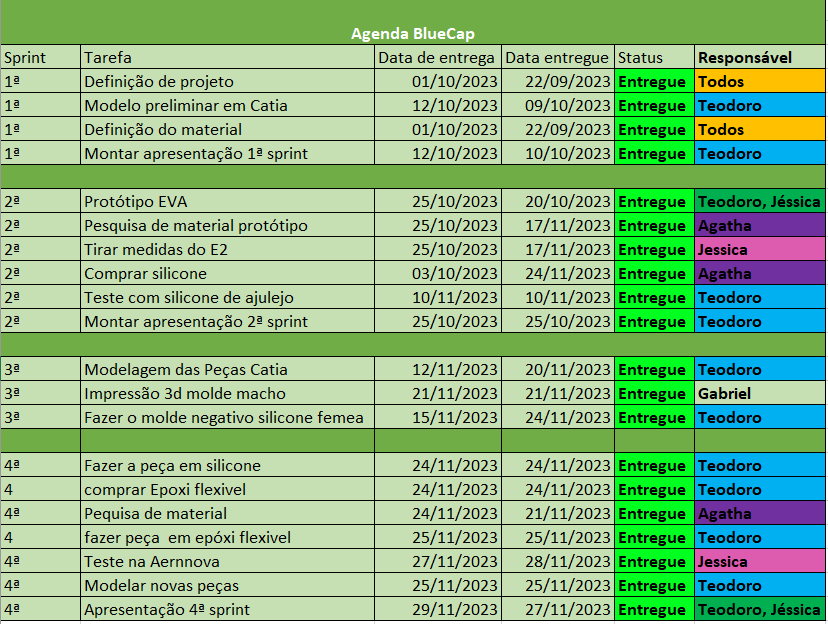 Agenda BlueCap
Sprint Tarefa Data de entrega Data entregue Status Responsável
1ª Definição de projeto 01/10/2023 22/09/2023 Entregue Todos
1ª Modelo preliminar em Catia 12/10/2023 09/10/2023 Entregue Teodoro
1ª Definição do material 01/10/2023 22/09/2023 Entregue Todos
1ª Montar apresentação 1ª sprint 12/10/2023 10/10/2023 Entregue Teodoro
2ª Protótipo EVA 25/10/2023 20/10/2023 Entregue Teodoro, Jéssica
2ª Pesquisa de material protótipo 25/10/2023 17/11/2023 Entregue Agatha
2ª Tirar medidas do E2 25/10/2023 17/11/2023 Entregue Jessica
2ª Comprar silicone 03/10/2023 24/11/2023 Entregue Agatha
2ª Teste com silicone de ajulejo 10/11/2023 10/11/2023 Entregue Teodoro
2ª Montar apresentação 2ª sprint 25/10/2023 25/10/2023 Entregue Teodoro
3ª Modelagem das Peças Catia 12/11/2023 20/11/2023 Entregue Teodoro
3ª Impressão 3d molde macho 21/11/2023 21/11/2023 Entregue Gabriel
3ª Fazer o molde negativo silicone femea 15/11/2023 24/11/2023 Entregue Teodoro
4ª Fazer a peça em silicone 24/11/2023 24/11/2023 Entregue Teodoro
4 comprar Epoxi flexivel 24/11/2023 24/11/2023 Entregue Teodoro
4ª Pequisa de material 24/11/2023 21/11/2023 Entregue Agatha
4 fazer peça em epóxi flexivel 25/11/2023 25/11/2023 Entregue Teodoro
4ª Teste na Aernnova 27/11/2023 28/11/2023 Entregue Jessica
4ª Modelar novas peças 25/11/2023 25/11/2023 Entregue Teodoro
4ª Apresentação 4ª sprint 29/11/2023 27/11/2023 Entregue Teodoro, Jéssica